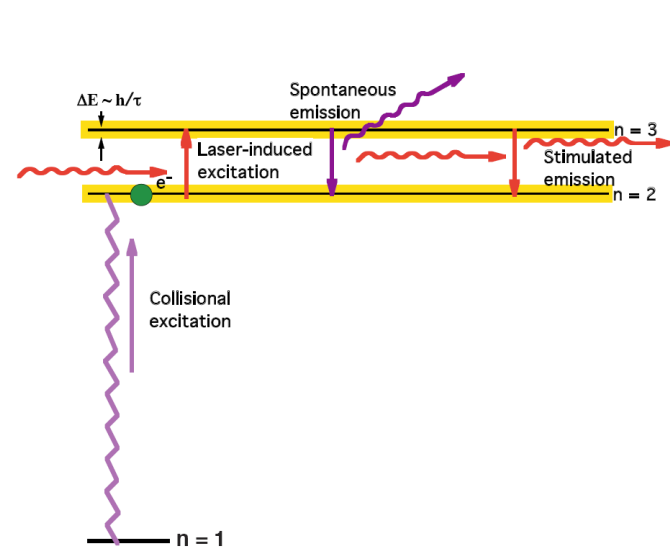 ΔE ~ h/τ
Spontaneous
emission
n = 3
Laser-induced
excitation
Stimulated
emission
e-
n = 2
Collisional
excitation
n = 1